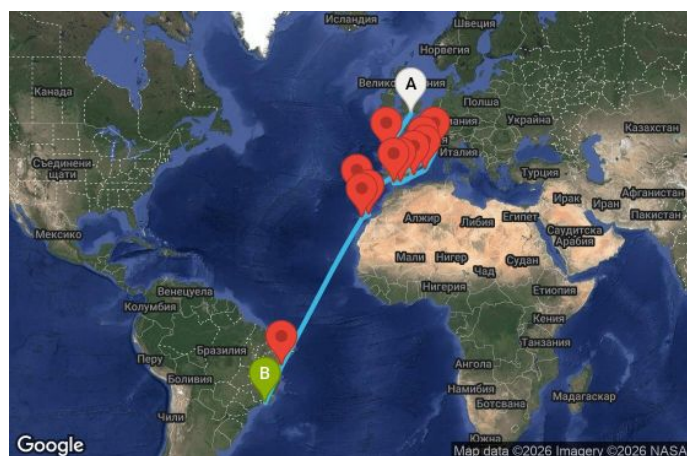 Исландия
Швеция
Норвегия
Канада
A
Полша
Украйна
Казахстан
Италия
Съединени
щати
Турция
Афганистан
Ирак
Иран
Пакистан
Алжир
Либия
Египет
Саудитска
Арабия
Мексико
Мали
Нигер
Судан
Чад
Нигерия
Етиопия
Венецуела
Колумбия
Кения
Танзания
Бразилия
Перу
Ангола
B
Боливия
Намибия
Ботсвана
Мадагаскар
Чили
Южна
Google
Map data ©2026 Imagery ©2026 NASA